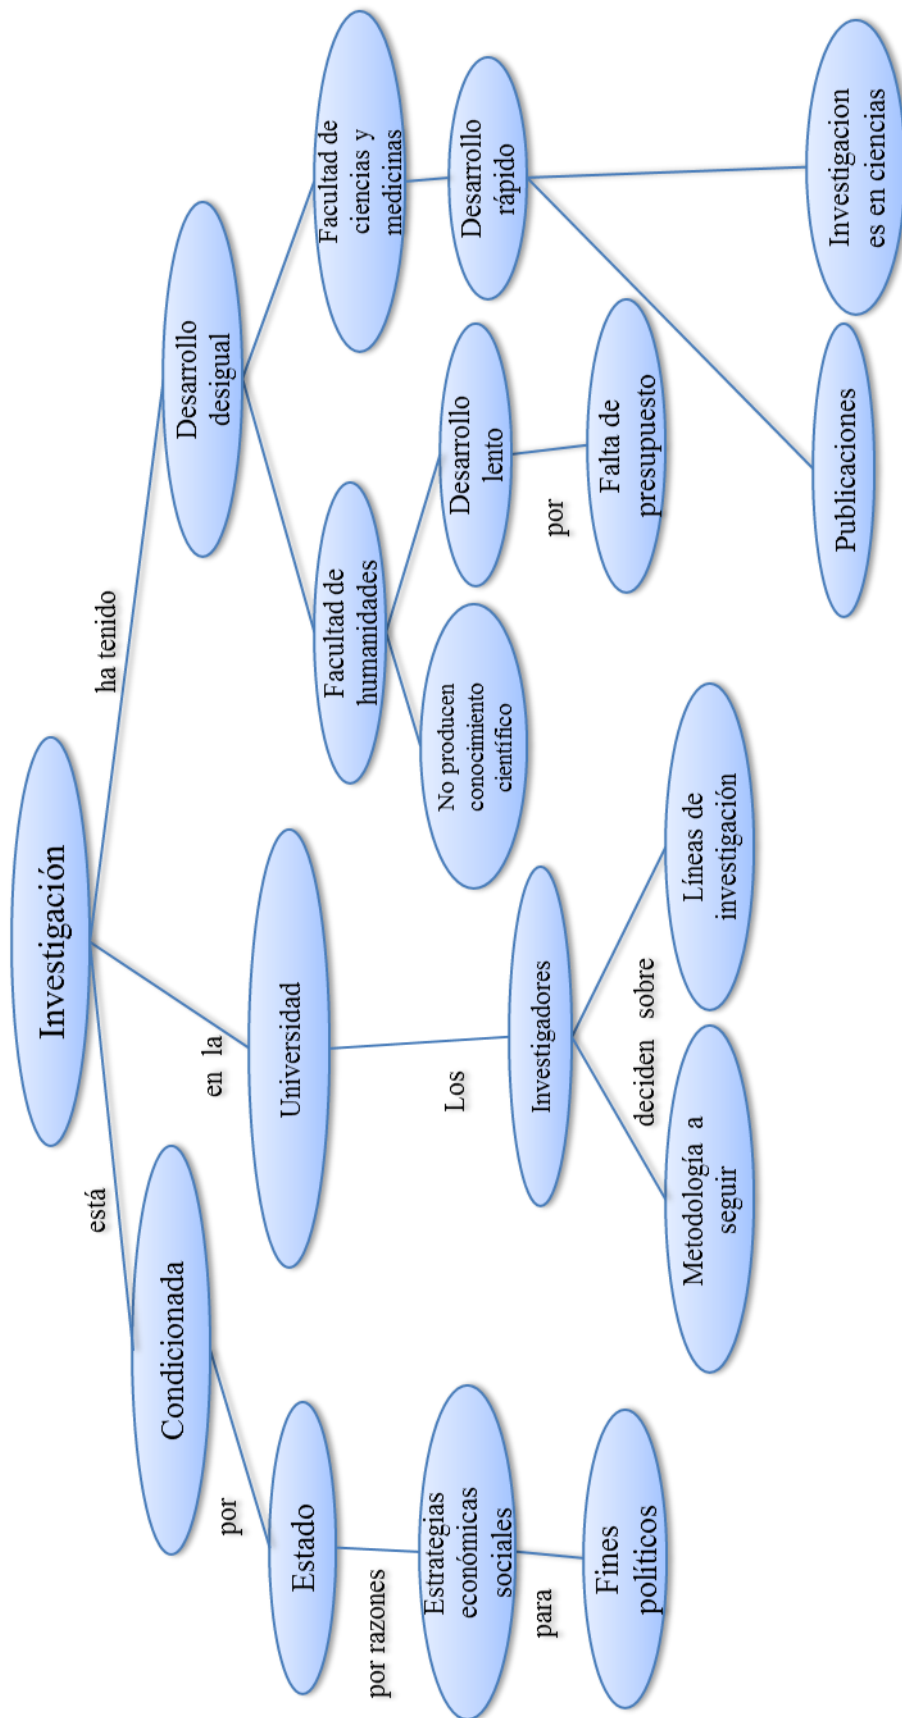 Investigación
está
en la
ha tenido
Condicionada
por
Estado
por razones
Estrategias
económicas
sociales
para
Fines
políticos
Universidad
Los
Investigadores
deciden sobre
Metodología a
seguir
Líneas de
investigación
Desarrollo
desigual
Facultad de
humanidades
No producen
conocimiento
científico
Desarrollo
lento
por
Falta de
presupuesto
Facultad de
ciencias y
medicinas
Desarrollo
rápido
Publicaciones
Investigacion
es en ciencias